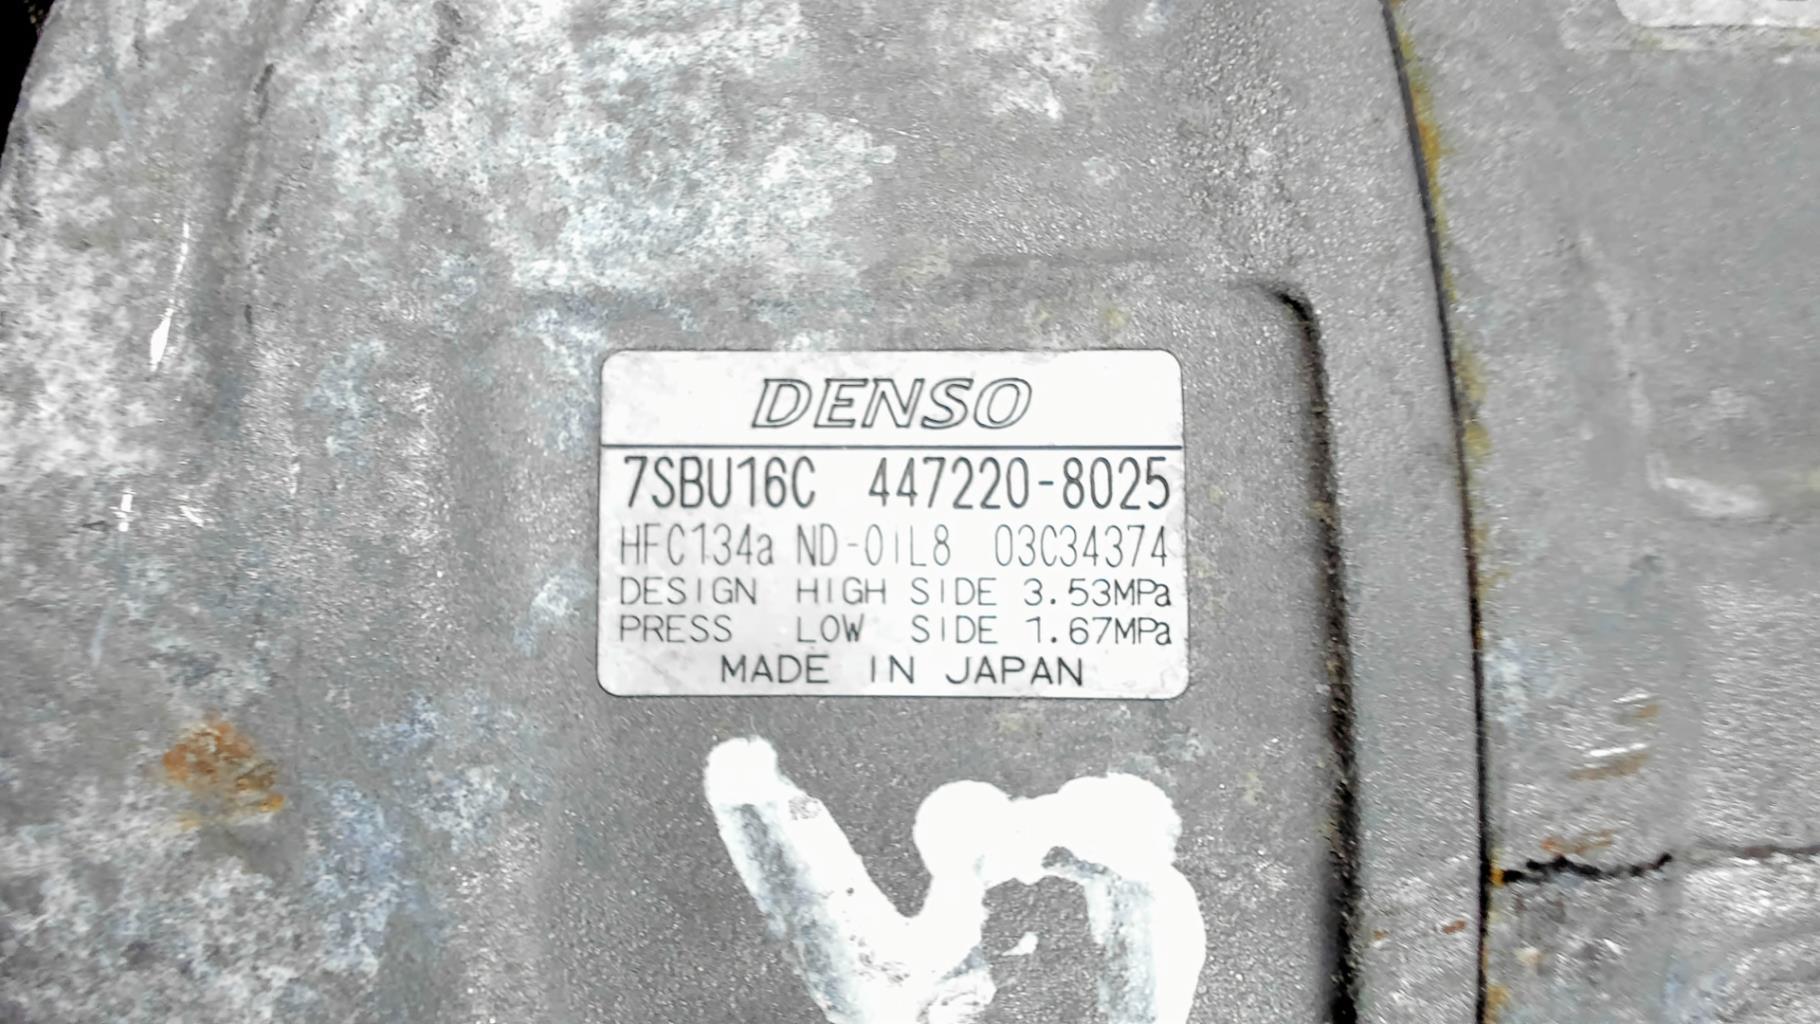 DENSO
7SBU16C 447220-8025
HFC134a ND-OIL8 03C34374
DESIGN HIGH SIDE 3.53MPa
PRESS LOW SIDE 1.67MPa
MADE IN JAPAN